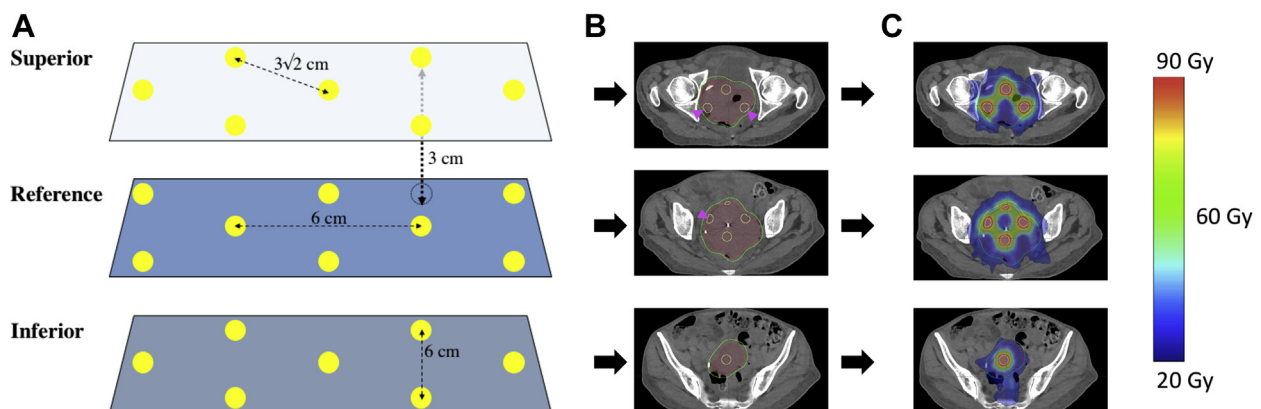 A
B
C
Superior
3√2 cm
3 cm
Reference
6 cm
Inferior
6 cm
90 Gy
60 Gy
20 Gy